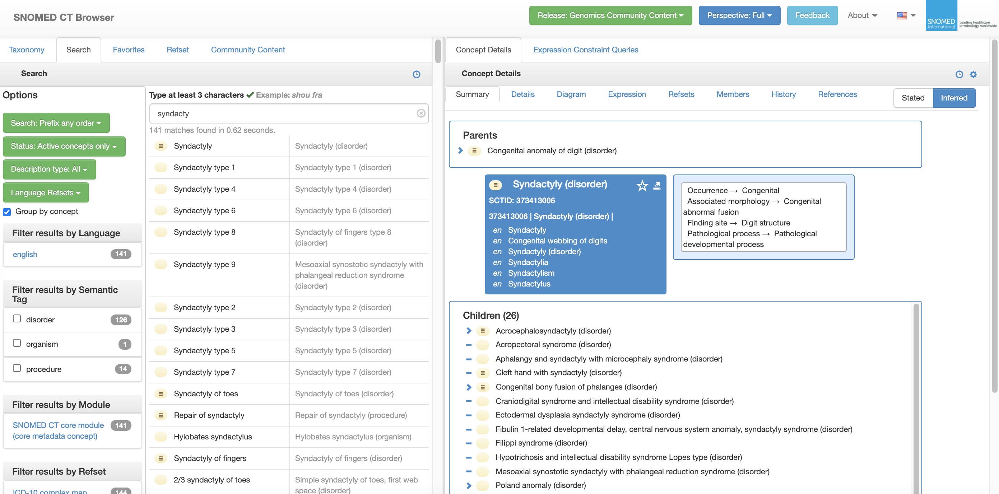 SNOMED CT Browser
Release: Genomics Community Content
Perspective: Full
Feedback
About
SNOMED
International
Leading healthcare
terminology, worldwide
Taxonomy
Search
Favorites
Refset
Commnunity Content
Search
Options
Search: Prefix any order
Status: Active concepts only
Description type: All
Language Refsets
Group by concept
Filter results by Language
english 141
Filter results by Semantic
Tag
disorder 126
organism 1
procedure 14
Filter results by Module
SNOMED CT core module 141
(core metadata concept)
Filter results by Refset
ICD-10 complex map 144
Type at least 3 characters Example: shou fra
syndacty
141 matches found in 0.62 seconds.
Syndactyly Syndactyly (disorder)
Syndactyly type 1 Syndactyly type 1 (disorder)
Syndactyly type 4 Syndactyly type 4 (disorder)
Syndactyly type 6 Syndactyly type 6 (disorder)
Syndactyly type 8 Syndactyly of fingers type 8
(disorder)
Syndactyly type 9 Mesoaxial synostotic syndactyly with
phalangeal reduction syndrome
(disorder)
Syndactyly type 2 Syndactyly type 2 (disorder)
Syndactyly type 3 Syndactyly type 3 (disorder)
Syndactyly type 5 Syndactyly type 5 (disorder)
Syndactyly type 7 Syndactyly type 7 (disorder)
Syndactyly of toes Syndactyly of toes (disorder)
Repair of syndactyly Repair of syndactyly (procedure)
Hylobates syndactylus Hylobates syndactylus (organism)
Syndactyly of fingers Syndactyly of fingers (disorder)
2/3 syndactyly of toes Simple syndactyly of toes, first web
space (disorder)
Concept Details
Expression Constraint Queries
Concept Details
Summary
Details
Diagram
Expression
Refsets
Members
History
References
Stated
Inferred
Parents
Congenital anomaly of digit (disorder)
Syndactyly (disorder)
SCTID: 373413006
373413006 | Syndactyly (disorder) |
en Syndactyly
en Congenital webbing of digits
en Syndactyly (disorder)
en Syndactylia
en Syndactylism
en Syndactylus
Occurrence → Congenital
Associated morphology → Congenital
abnormal fusion
Finding site → Digit structure
Pathological process → Pathological
developmental process
Children (26)
Acrocephalosyndactyly (disorder)
Acropectoral syndrome (disorder)
Aphalangy and syndactyly with microcephaly syndrome (disorder)
Cleft hand with syndactyly (disorder)
Congenital bony fusion of phalanges (disorder)
Craniodigital syndrome and intellectual disability syndrome (disorder)
Ectodermal dysplasia syndactyly syndrome (disorder)
Fibulin 1-related developmental delay, central nervous system anomaly, syndactyly syndrome (disorder)
Filippi syndrome (disorder)
Hypotrichosis and intellectual disability syndrome Lopes type (disorder)
Mesoaxial synostotic syndactyly with phalangeal reduction syndrome (disorder)
Poland anomaly (disorder)